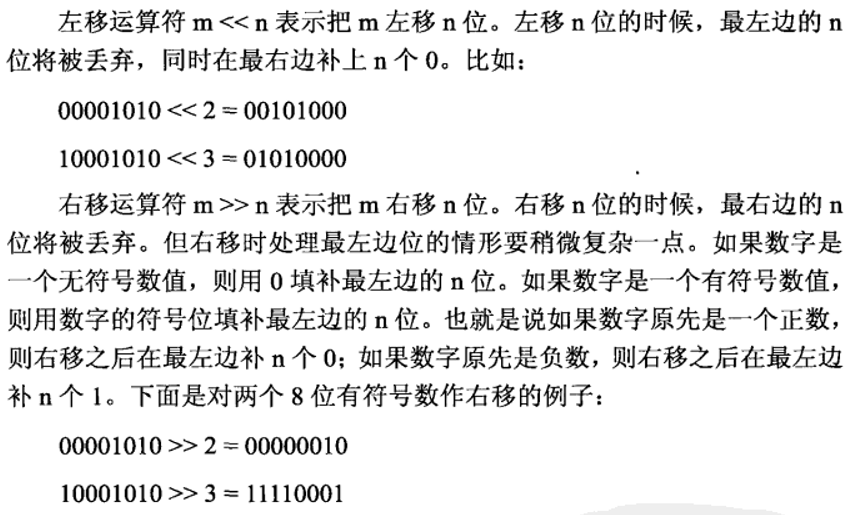 左移运算符 m << n 表示把 m 左移 n 位。左移 n 位的时候，最左边的 n
位将被丢弃，同时在最右边补上 n 个 0。比如：
00001010 << 2 = 00101000
10001010 << 3 = 01010000
右移运算符 m >> n 表示把 m 右移 n 位。右移 n 位的时候，最右边的 n
位将被丢弃。但右移时处理最左边位的情形要稍微复杂一点。如果数字是
一个无符号数值，则用 0 填补最左边的 n 位。如果数字是一个有符号数值，
则用数字的符号位填补最左边的 n 位。也就是说如果数字原先是一个正数，
则右移之后在最左边补 n 个 0；如果数字原先是负数，则右移之后在最左边
补 n 个 1。下面是对两个 8 位有符号数作右移的例子：
00001010 >> 2 = 00000010
10001010 >> 3 = 11110001